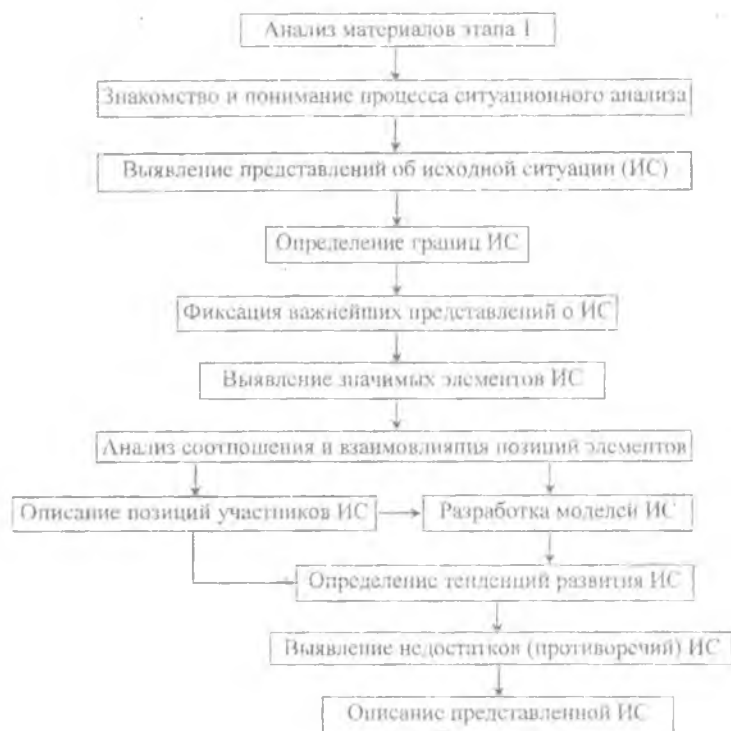 Анализ материалов этапа 1
Знакомство и понимание процесса ситуационного анализа
Выявление представлений об исходной ситуации (ИС)
Определение границ ИС
Фиксация важнейших представлений о ИС
Выявление значимых элементов ИС
Анализ соотношения и взаимовлияния позиций элементов
Описание позиций участников ИС
Разработка моделей ИС
Определение тенденций развития ИС
Выявление недостатков (противоречий) ИС
Описание представленной ИС